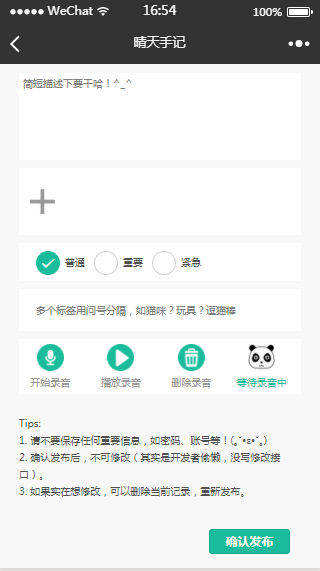 WeChat 16:54 100%
晴天手记
简短描述下要干哈！^_^
普通 重要 紧急
多个标签用问号分隔，如猫咪？玩具？逗猫棒
开始录音 播放录音 删除录音 等待录音中
Tips:
1. 请不要保存任何重要信息，如密码、账号等！(｡˘•ε•˘｡)
2. 确认发布后，不可修改（其实是开发者偷懒，没写修改接
口）。
3. 如果实在想修改，可以删除当前记录，重新发布。
确认发布